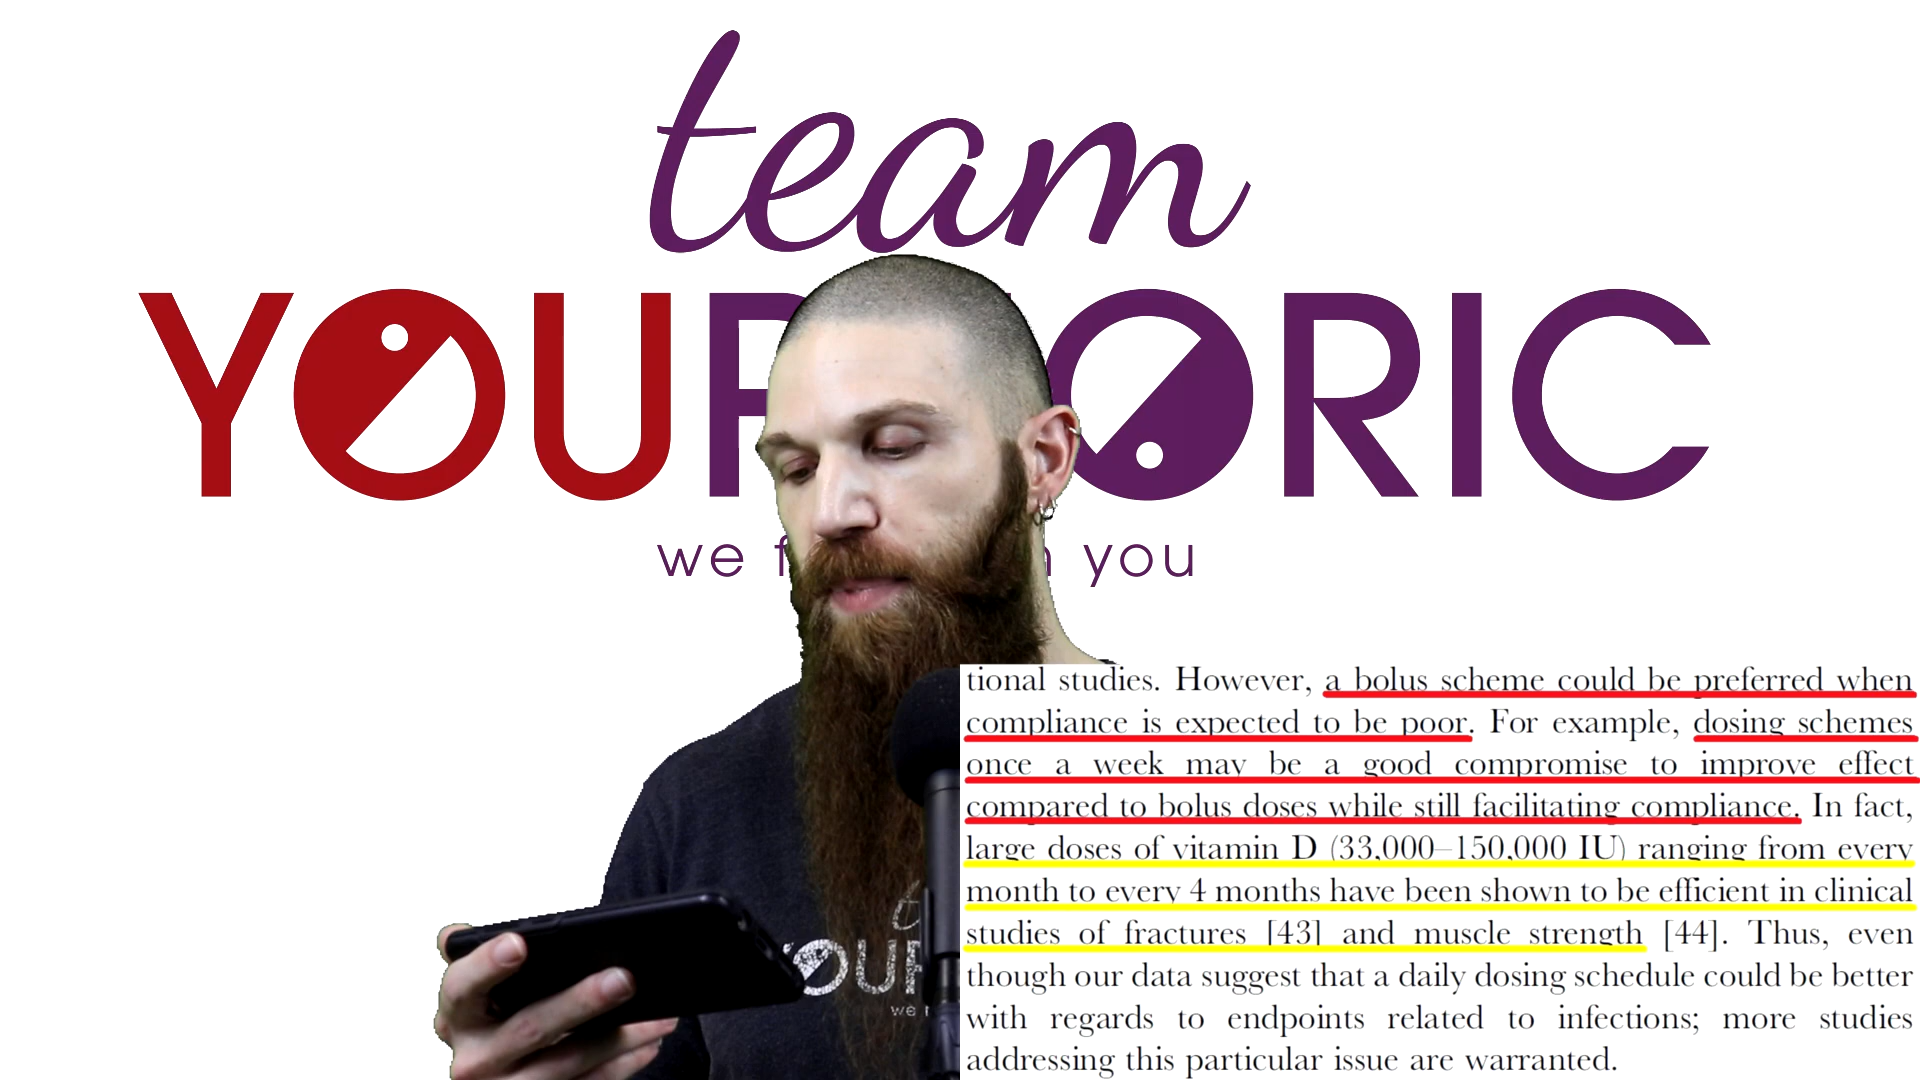 team
YOU RIC
we you
tional studies. However, a bolus scheme could be preferred when
compliance is expected to be poor. For example, dosing schemes
once a week may be a good compromise to improve effect
compared to bolus doses while still facilitating compliance. In fact,
large doses of vitamin D (33,000–150,000 IU) ranging from every
month to every 4 months have been shown to be efficient in clinical
studies of fractures [43] and muscle strength [44]. Thus, even
though our data suggest that a daily dosing schedule could be better
with regards to endpoints related to infections; more studies
addressing this particular issue are warranted.